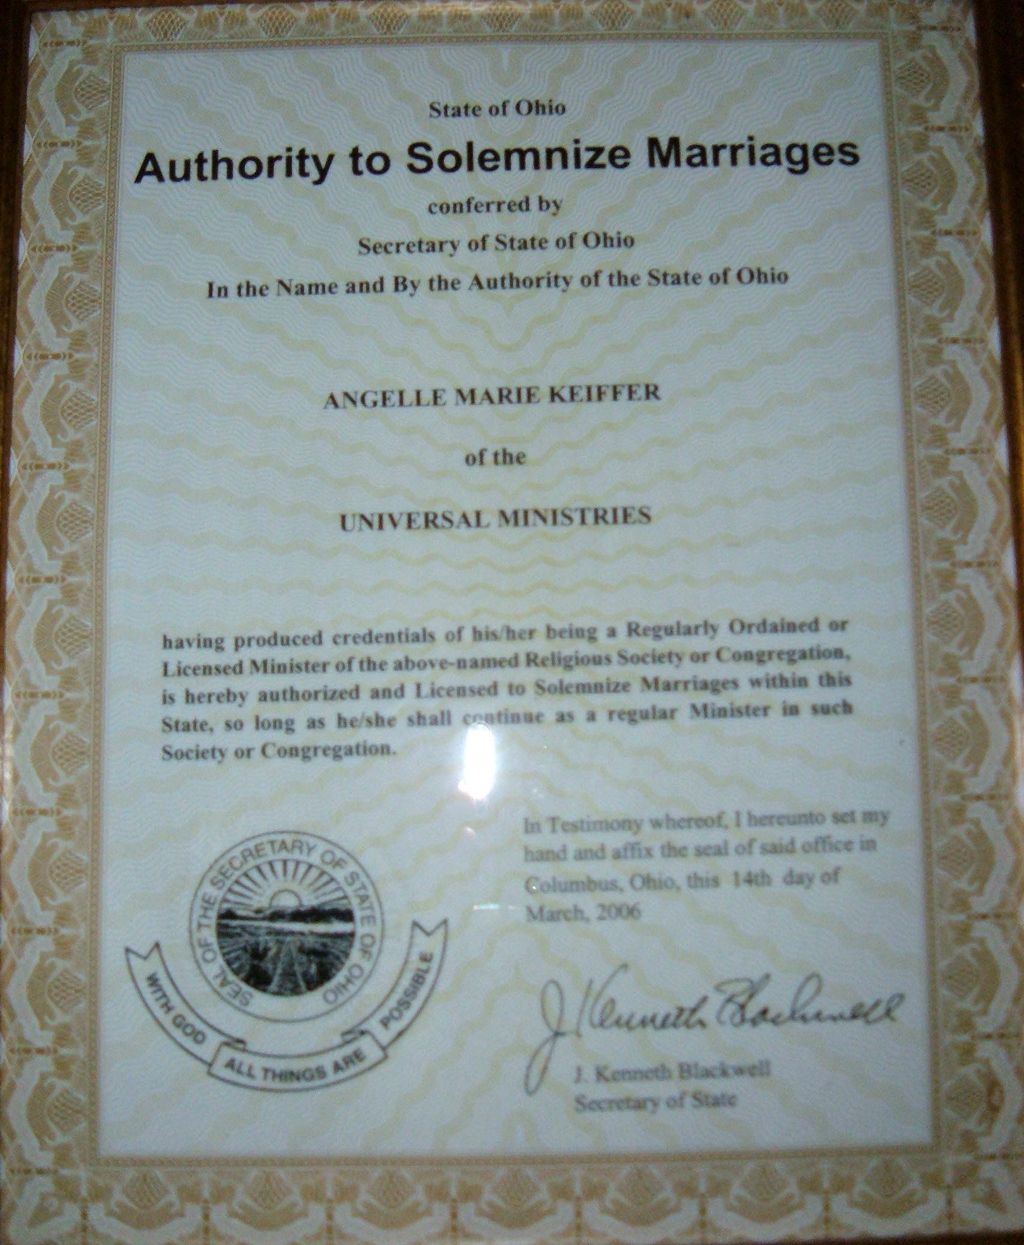 State of Ohio
Authority to Solemnize Marriages
conferred by
Secretary of State of Ohio
In the Name and By the Authority of the State of Ohio
ANGELLE MARIE KEIFFER
of the
UNIVERSAL MINISTRIES
having produced credentials of his/her being a Regularly Ordained or
Licensed Minister of the above-named Religious Society or Congregation,
is hereby authorized and Licensed to Solemnize Marriages within this
State, so long as he/she shall continue as a regular Minister in such
Society or Congregation.
In Testimony whereof, I hereunto set my
hand and affix the seal of said office in
Columbus, Ohio, this 14th day of
March, 2006
SEAL OF THE SECRETARY OF STATE OF OHIO
WITH GOD ALL THINGS ARE POSSIBLE
J. Kenneth Blackwell
J. Kenneth Blackwell
Secretary of State